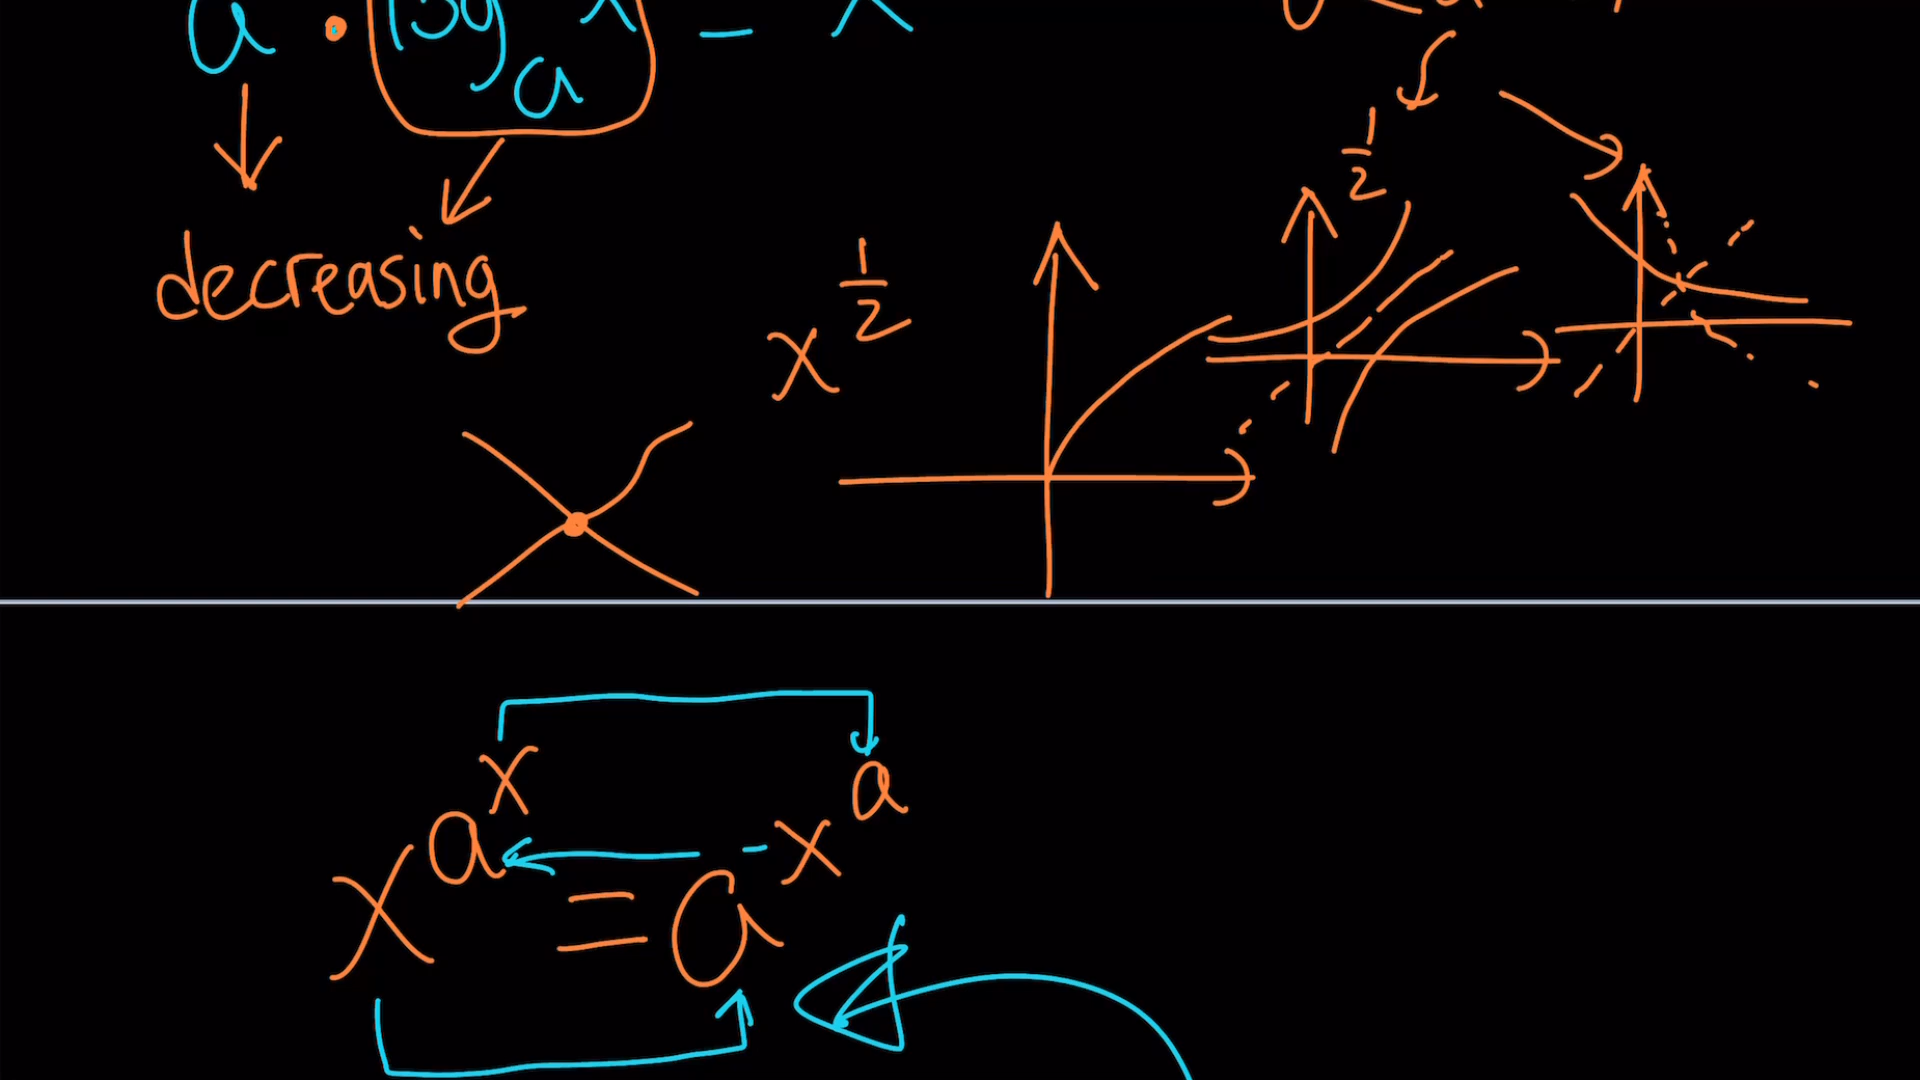 a • log_a x = x
1/2
decreasing
x^(1/2)
x^(a^x) = a^(x^a)